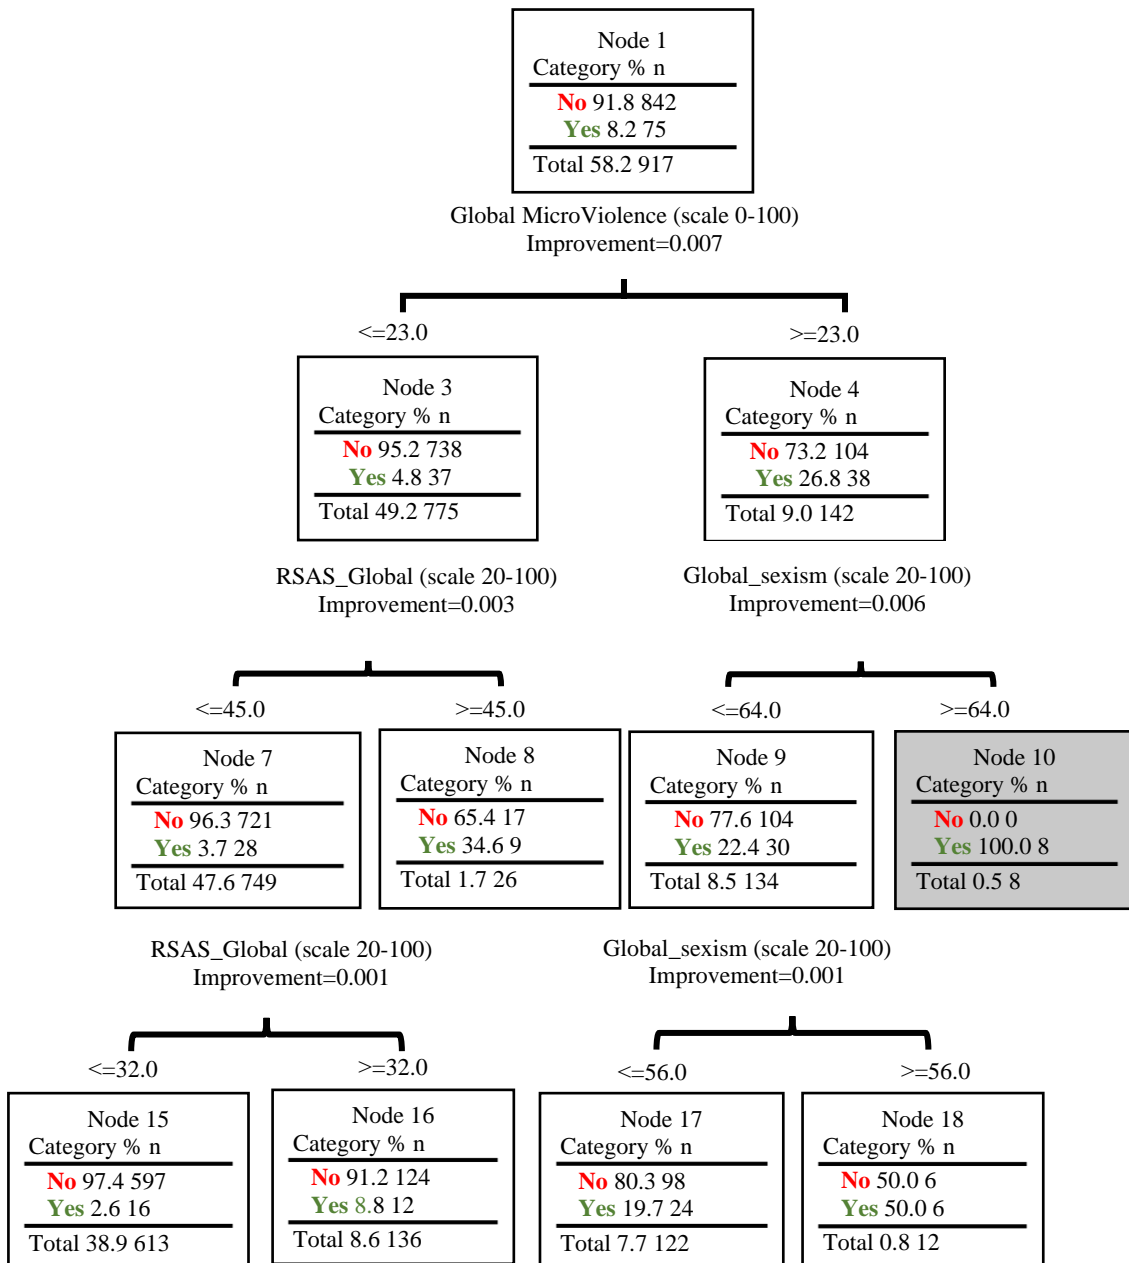 Node 1
Category % n
No 91.8 842
Yes 8.2 75
Total 58.2 917
Global MicroViolence (scale 0-100)
Improvement=0.007
<=23.0
>=23.0
Node 3
Category % n
No 95.2 738
Yes 4.8 37
Total 49.2 775
Node 4
Category % n
No 73.2 104
Yes 26.8 38
Total 9.0 142
RSAS_Global (scale 20-100)
Improvement=0.003
Global_sexism (scale 20-100)
Improvement=0.006
<=45.0
>=45.0
<=64.0
>=64.0
Node 7
Category % n
No 96.3 721
Yes 3.7 28
Total 47.6 749
Node 8
Category % n
No 65.4 17
Yes 34.6 9
Total 1.7 26
Node 9
Category % n
No 77.6 104
Yes 22.4 30
Total 8.5 134
Node 10
Category % n
No 0.0 0
Yes 100.0 8
Total 0.5 8
RSAS_Global (scale 20-100)
Improvement=0.001
Global_sexism (scale 20-100)
Improvement=0.001
<=32.0
>=32.0
<=56.0
>=56.0
Node 15
Category % n
No 97.4 597
Yes 2.6 16
Total 38.9 613
Node 16
Category % n
No 91.2 124
Yes 8.8 12
Total 8.6 136
Node 17
Category % n
No 80.3 98
Yes 19.7 24
Total 7.7 122
Node 18
Category % n
No 50.0 6
Yes 50.0 6
Total 0.8 12